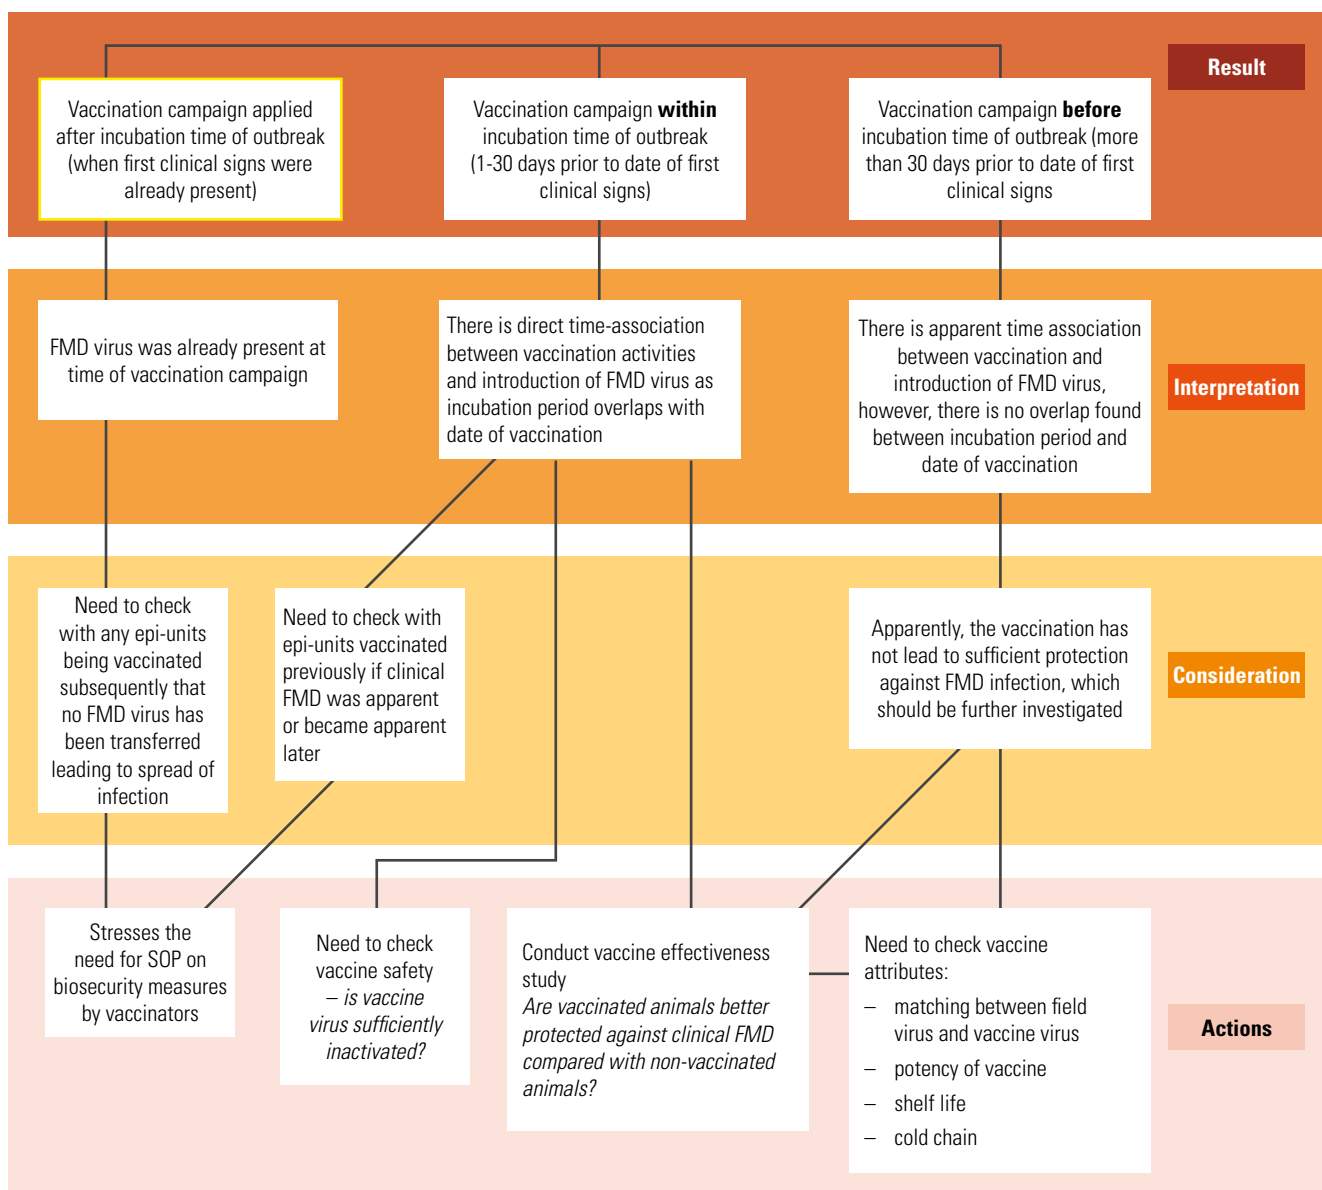 Result
Vaccination campaign applied
after incubation time of outbreak
(when first clinical signs were
already present)
Vaccination campaign within
incubation time of outbreak
(1-30 days prior to date of first
clinical signs)
Vaccination campaign before
incubation time of outbreak (more
than 30 days prior to date of first
clinical signs
Interpretation
FMD virus was already present at
time of vaccination campaign
There is direct time-association
between vaccination activities
and introduction of FMD virus as
incubation period overlaps with
date of vaccination
There is apparent time association
between vaccination and
introduction of FMD virus,
however, there is no overlap found
between incubation period and
date of vaccination
Consideration
Need to check
with any epi-units
being vaccinated
subsequently that
no FMD virus has
been transferred
leading to spread of
infection
Need to check with
epi-units vaccinated
previously if clinical
FMD was apparent
or became apparent
later
Apparently, the vaccination has
not lead to sufficient protection
against FMD infection, which
should be further investigated
Actions
Stresses the
need for SOP on
biosecurity measures
by vaccinators
Need to check
vaccine safety
– is vaccine
virus sufficiently
inactivated?
Conduct vaccine effectiveness
study
Are vaccinated animals better
protected against clinical FMD
compared with non-vaccinated
animals?
Need to check vaccine
attributes:
– matching between field
virus and vaccine virus
– potency of vaccine
– shelf life
– cold chain